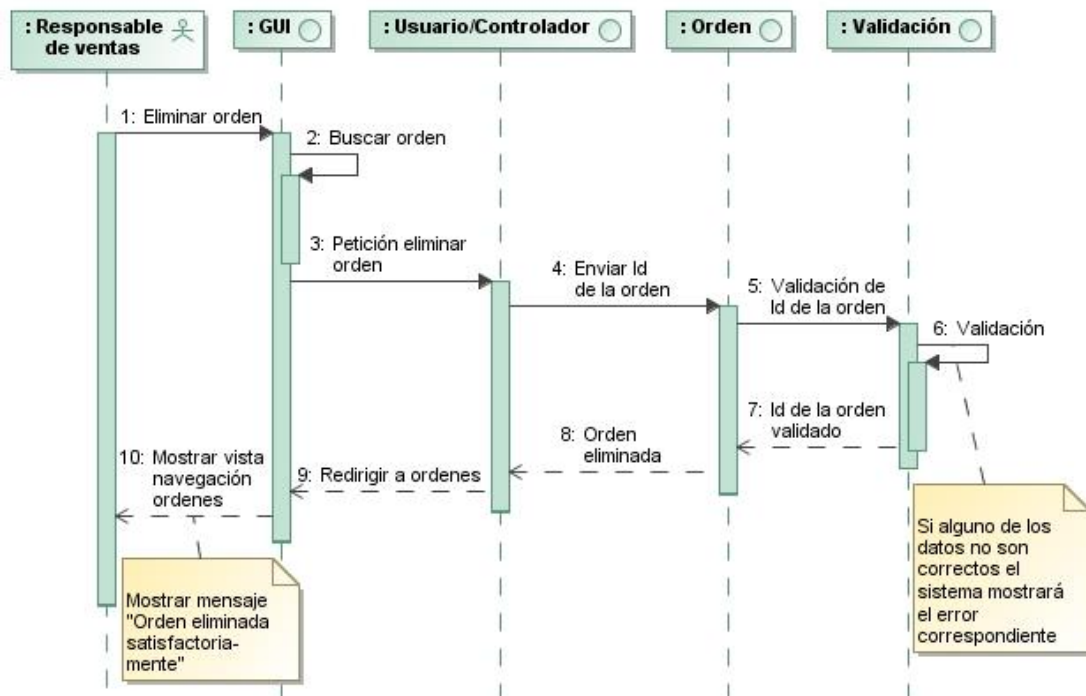 : Responsable
de ventas
: GUI
: Usuario/Controlador
: Orden
: Validación
1: Eliminar orden
2: Buscar orden
3: Petición eliminar
orden
4: Enviar Id
de la orden
5: Validación de
Id de la orden
6: Validación
7: Id de la orden
validado
8: Orden
eliminada
9: Redirigir a ordenes
10: Mostrar vista
navegación
ordenes
Si alguno de los
datos no son
correctos el
sistema mostrará
el error
correspondiente
Mostrar mensaje
"Orden eliminada
satisfactoria-
mente"